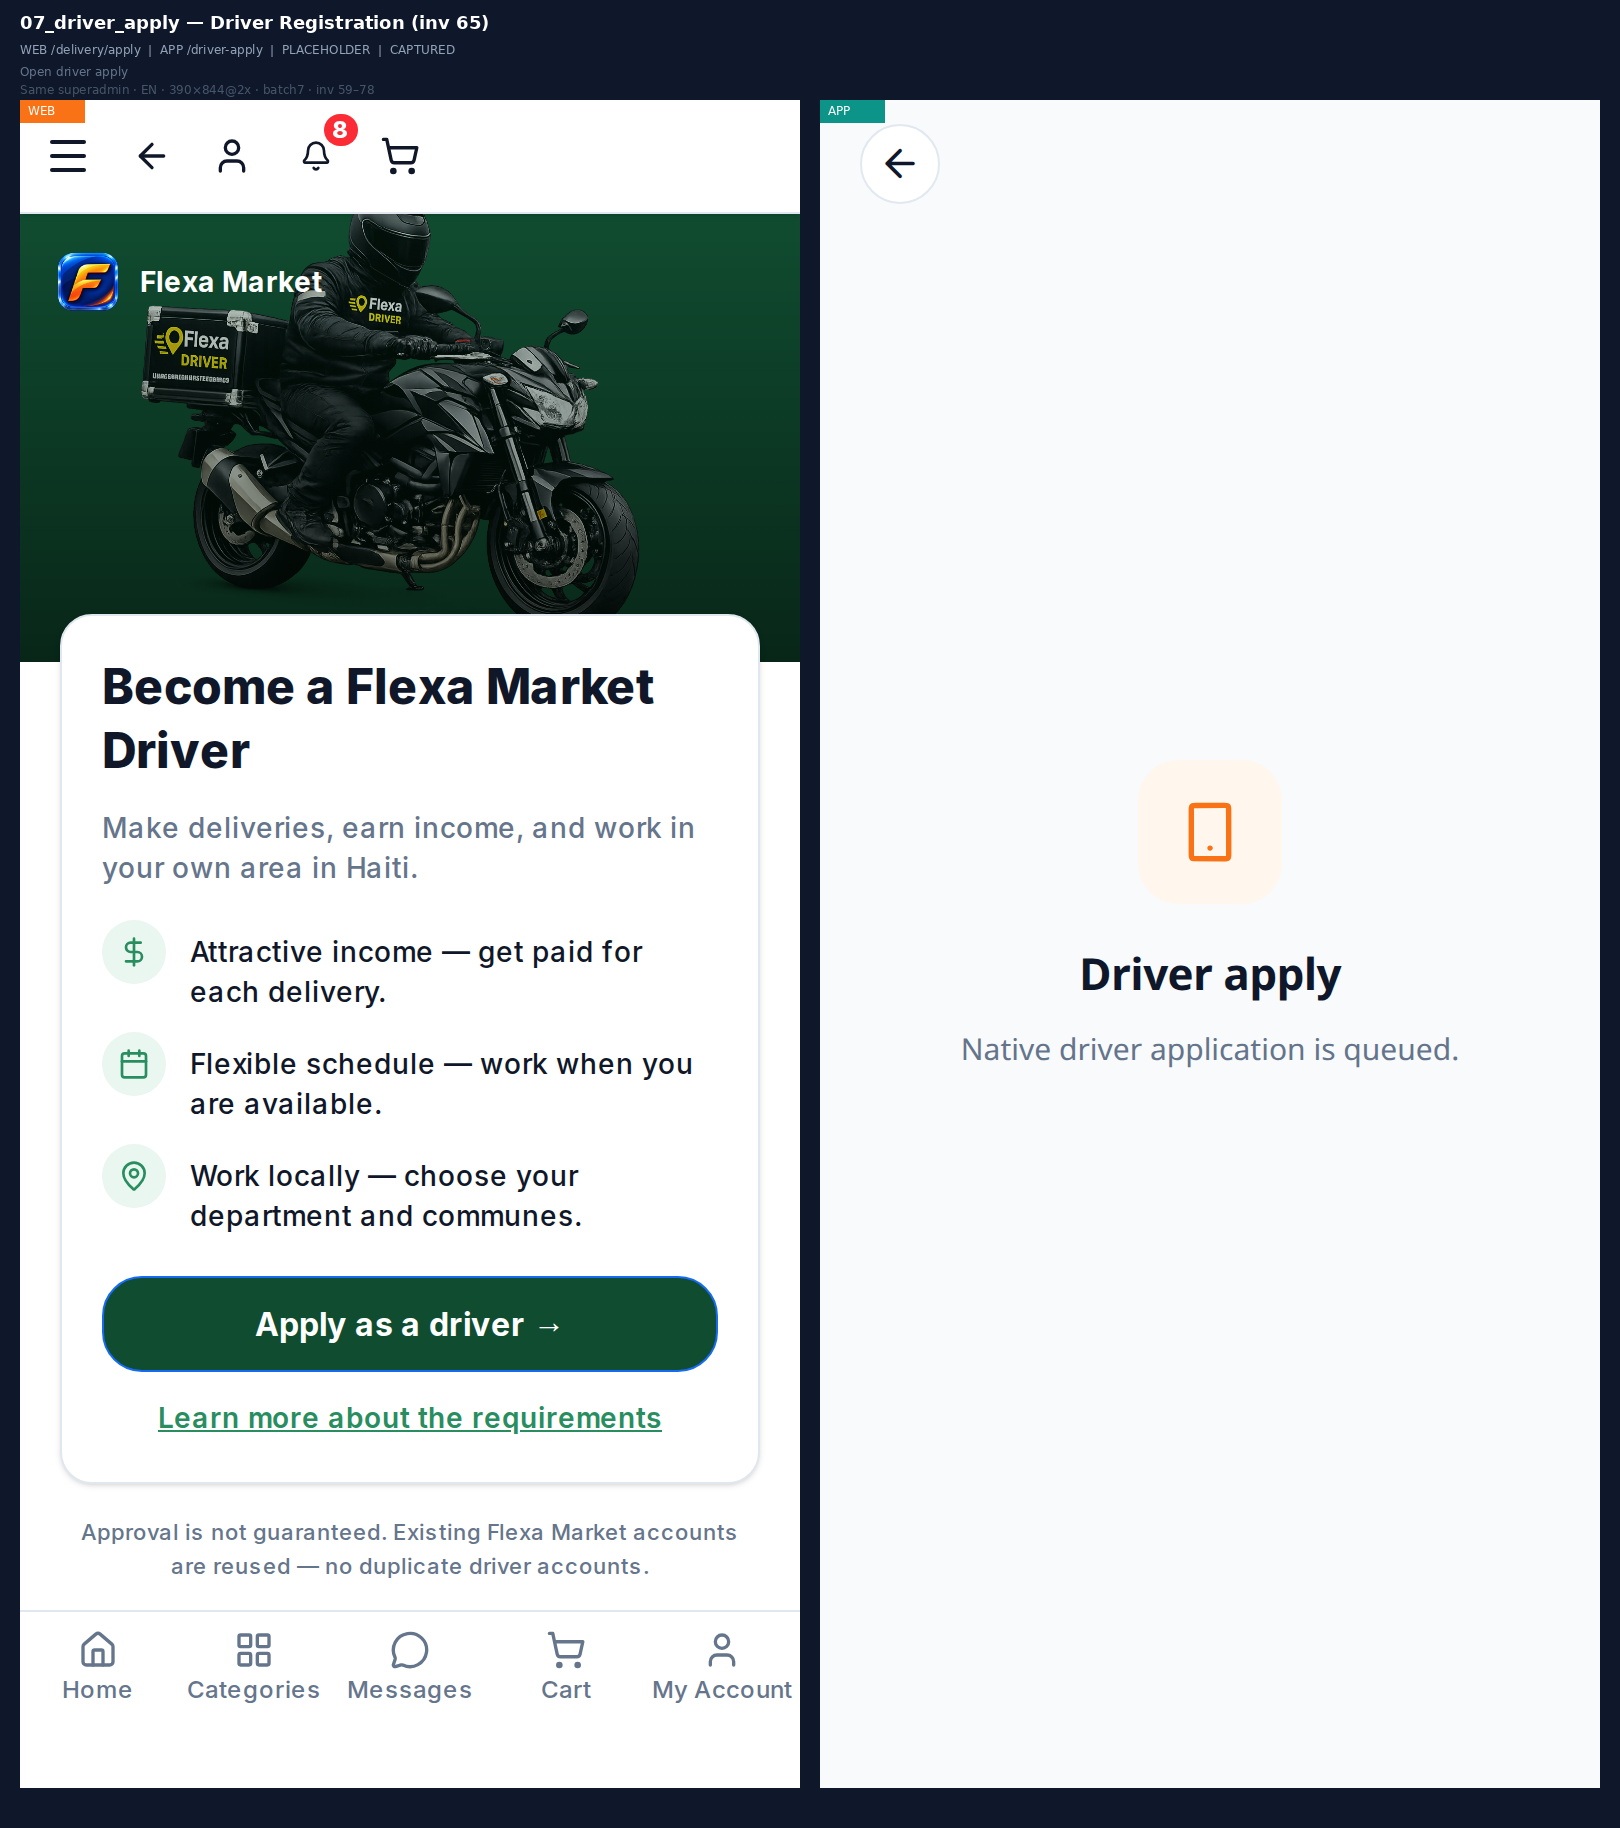 07_driver_apply — Driver Registration (inv 65)
WEB /delivery/apply | APP /driver-apply | PLACEHOLDER | CAPTURED
Open driver apply
Same superadmin · EN · 390×844@2x · batch7 · inv 59–78
WEB
8
Flexa Market
Flexa
DRIVER
Flexa
DRIVER
Become a Flexa Market
Driver
Make deliveries, earn income, and work in
your own area in Haiti.
Attractive income — get paid for
each delivery.
Flexible schedule — work when you
are available.
Work locally — choose your
department and communes.
Apply as a driver →
Learn more about the requirements
Approval is not guaranteed. Existing Flexa Market accounts
are reused — no duplicate driver accounts.
Home
Categories
Messages
Cart
My Account
APP
Driver apply
Native driver application is queued.